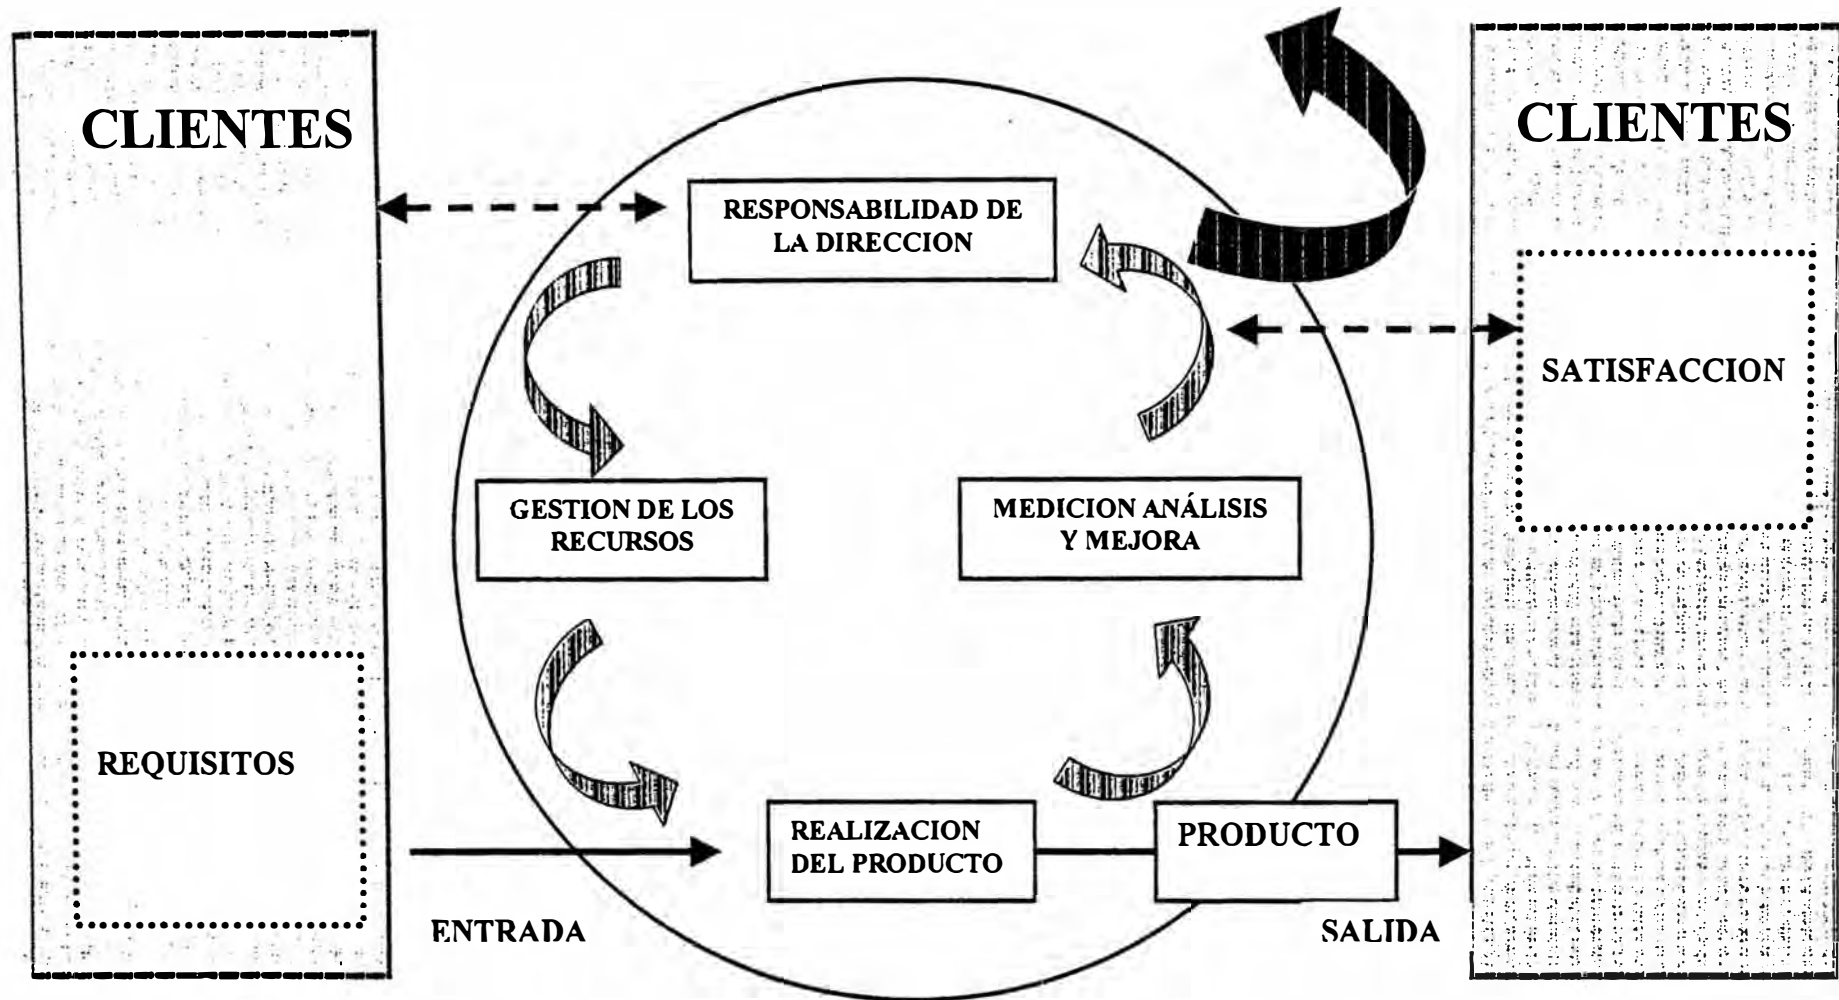 CLIENTES
CLIENTES
RESPONSABILIDAD DE
LA DIRECCION
SATISFACCION
GESTION DE LOS
RECURSOS
MEDICION ANÁLISIS
Y MEJORA
REQUISITOS
REALIZACION
DEL PRODUCTO
PRODUCTO
ENTRADA
SALIDA